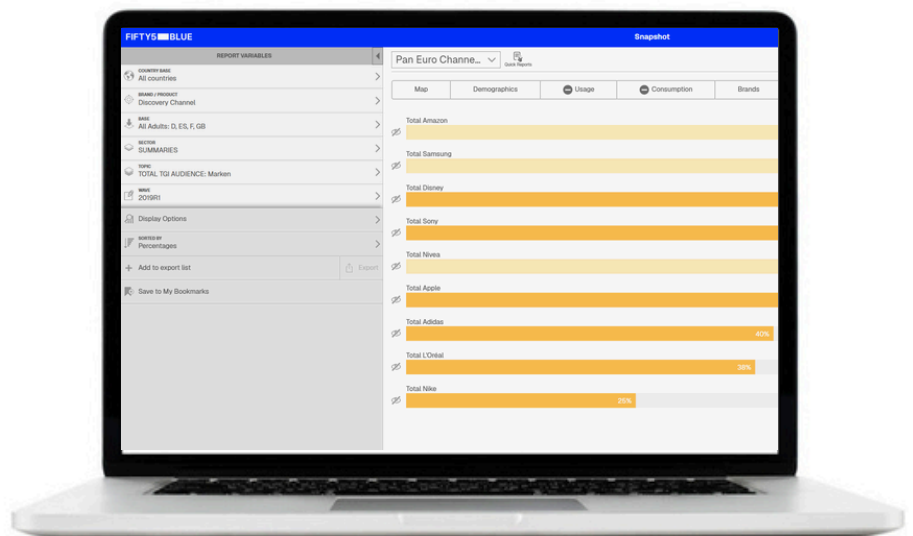 FIFTY5 BLUE
Snapshot
REPORT VARIABLES
COUNTRY BASE
All countries
BRAND / PRODUCT
Discovery Channel
BASE
All Adults: D, ES, F, GB
SECTOR
SUMMARIES
TOPIC
TOTAL TGI AUDIENCE: Marken
WAVE
2019R1
Display Options
SORTED BY
Percentages
Add to export list
Export
Save to My Bookmarks
Pan Euro Channe...
Quick Reports
Map
Demographics
Usage
Consumption
Brands
Total Amazon
Total Samsung
Total Disney
Total Sony
Total Nivea
Total Apple
Total Adidas
40%
Total L'Oréal
38%
Total Nike
25%